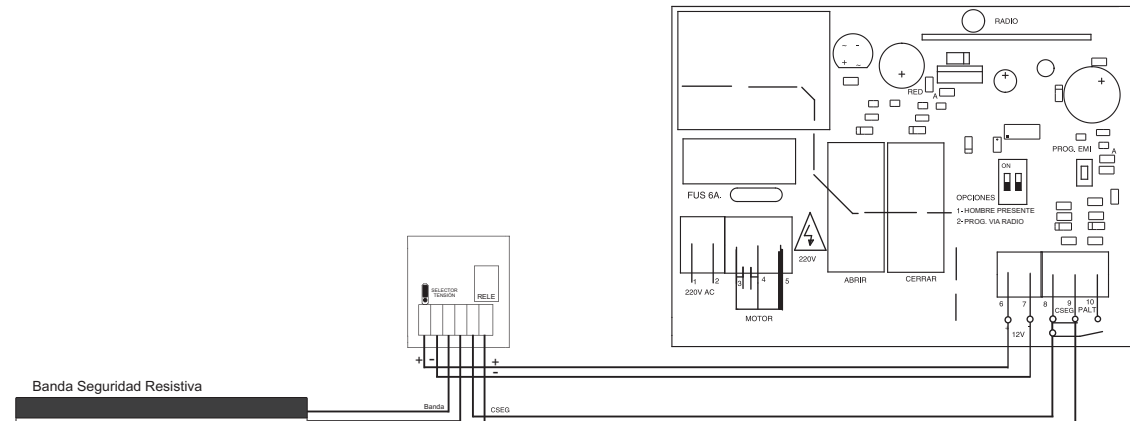 RADIO
- -
+ ~
+
RED
A
+
+
PROG. EMI
A
ON
FUS 6A.
OPCIONES
1- HOMBRE PRESENTE
2- PROG. VIA RADIO
220V
1 2 3 4 5
220V AC
MOTOR
ABRIR
CERRAR
6 7 8 9 10
CSEG PALT
+ 12V -
SELECTOR
TENSIÓN
RELE
+ - +
-
Banda Seguridad Resistiva
Banda
CSEG